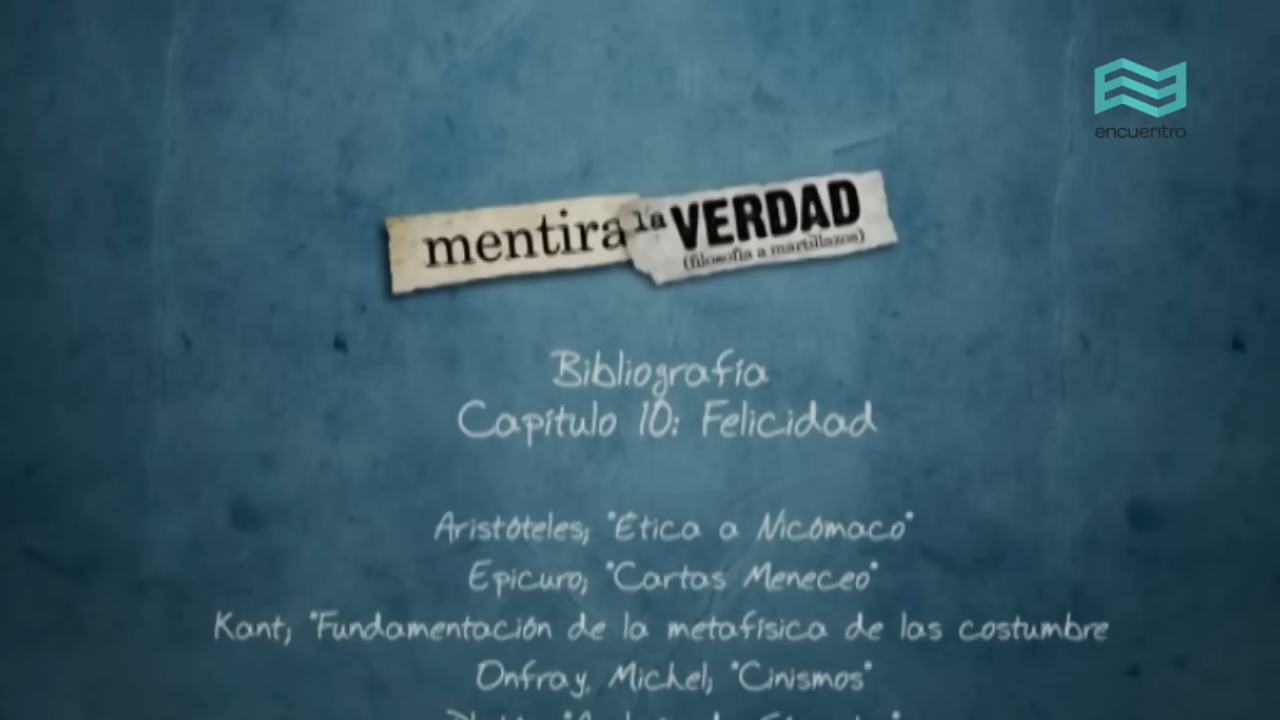 encuentro
mentira la VERDAD
(filosofía a martillazos)
Bibliografía
Capítulo 10: Felicidad
Aristóteles; "Ética a Nicómaco"
Epicuro; "Cartas Meneceo"
Kant; "Fundamentación de la metafísica de las costumbre
Onfray, Michel; "Cinismos"